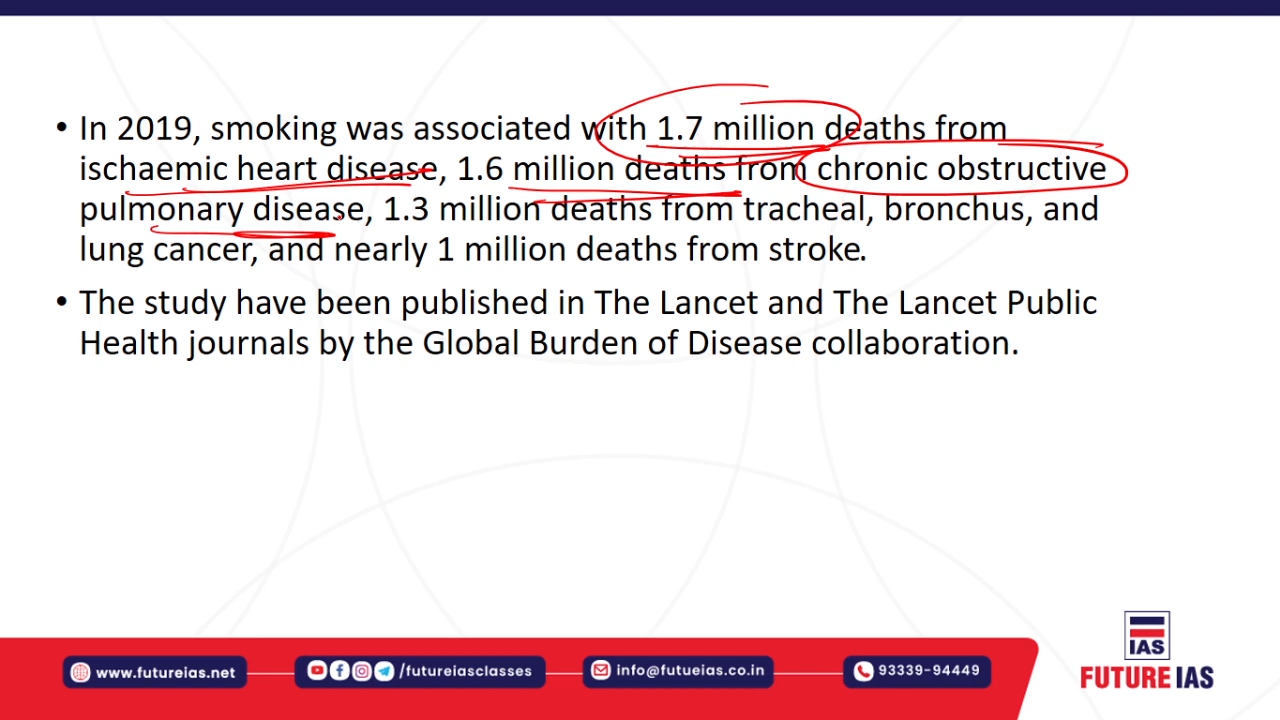 • In 2019, smoking was associated with 1.7 million deaths from
ischaemic heart disease, 1.6 million deaths from chronic obstructive
pulmonary disease, 1.3 million deaths from tracheal, bronchus, and
lung cancer, and nearly 1 million deaths from stroke.
• The study have been published in The Lancet and The Lancet Public
Health journals by the Global Burden of Disease collaboration.
IAS
FUTURE IAS
www.futureias.net
/futureiasclasses
info@futueias.co.in
93339-94449